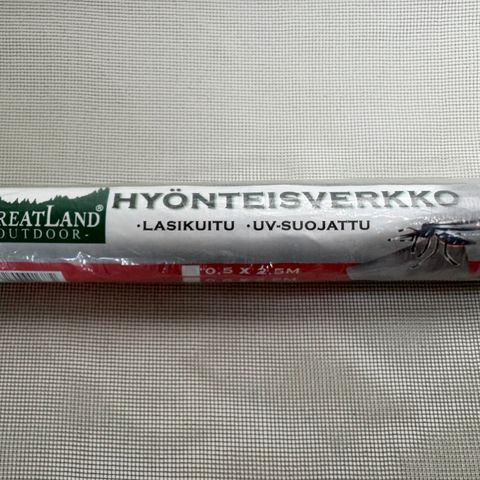 REATLAND®
OUTDOOR-
HYÖNTEISVERKKO
·LASIKUITU ·UV-SUOJATTU
0,5 X 2,5M